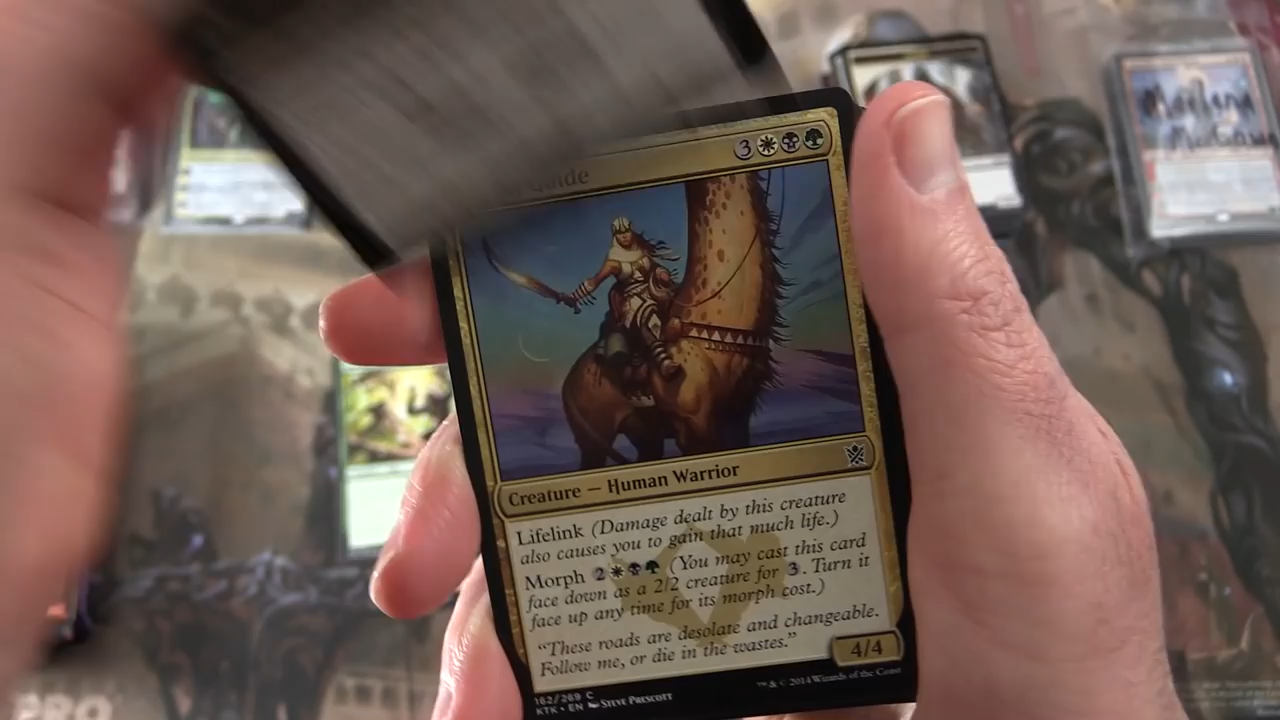 Guide
3
Creature — Human Warrior
Lifelink (Damage dealt by this creature
also causes you to gain that much life.)
Morph 2 (You may cast this card
face down as a 2/2 creature for 3. Turn it
face up any time for its morph cost.)
"These roads are desolate and changeable.
Follow me, or die in the wastes."
4/4
162/269 C
KTK • EN Steve Prescott
™ & © 2014 Wizards of the Coast
PRO